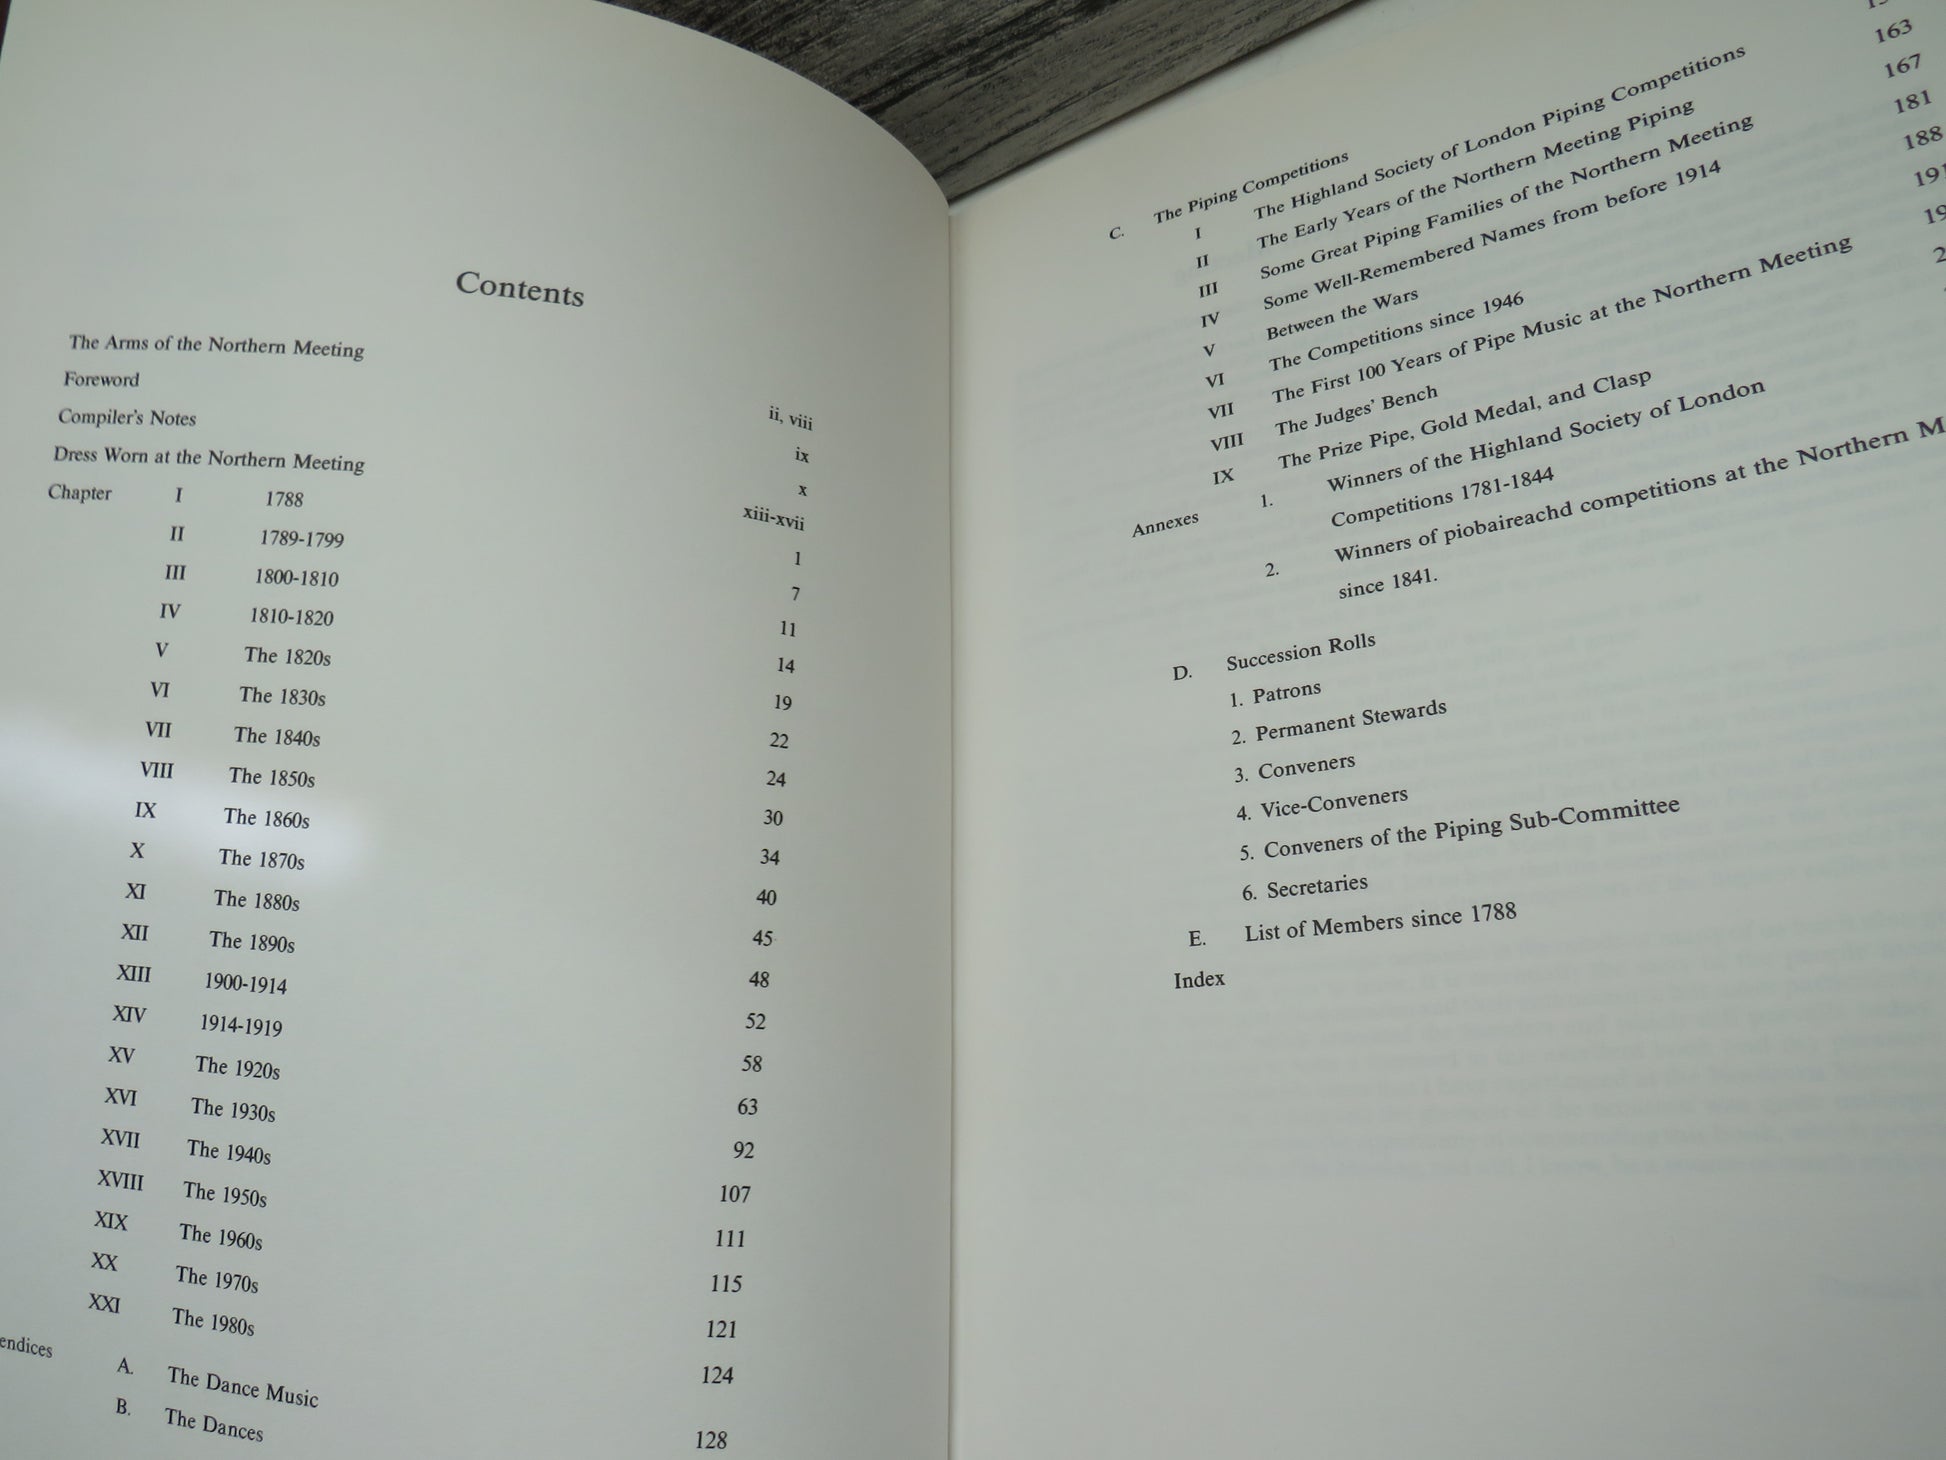 Contents
The Arms of the Northern Meeting ii, viii
Foreword ix
Compiler's Notes x
Dress Worn at the Northern Meeting xiii-xvii
Chapter I 1788 1
II 1789-1799 7
III 1800-1810 11
IV 1810-1820 14
V The 1820s 19
VI The 1830s 22
VII The 1840s 24
VIII The 1850s 30
IX The 1860s 34
X The 1870s 40
XI The 1880s 45
XII The 1890s 48
XIII 1900-1914 52
XIV 1914-1919 58
XV The 1920s 63
XVI The 1930s 92
XVII The 1940s 107
XVIII The 1950s 111
XIX The 1960s 115
XX The 1970s 121
XXI The 1980s 124
endices A. The Dance Music 128
B. The Dances
C. The Piping Competitions
I The Highland Society of London Piping Competitions 163
II The Early Years of the Northern Meeting Piping 167
III Some Great Piping Families of the Northern Meeting 181
IV Some Well-Remembered Names from before 1914 188
V Between the Wars 191
VI The Competitions since 1946
VII The First 100 Years of Pipe Music at the Northern Meeting
VIII The Judges' Bench
IX The Prize Pipe, Gold Medal, and Clasp
Annexes 1. Winners of the Highland Society of London
Competitions 1781-1844
2. Winners of piobaireachd competitions at the Northern M
since 1841.
D. Succession Rolls
1. Patrons
2. Permanent Stewards
3. Conveners
4. Vice-Conveners
5. Conveners of the Piping Sub-Committee
6. Secretaries
E. List of Members since 1788
Index